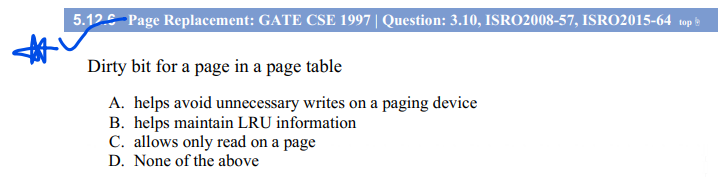 5.12.6 Page Replacement: GATE CSE 1997 | Question: 3.10, ISRO2008-57, ISRO2015-64 top
Dirty bit for a page in a page table
A. helps avoid unnecessary writes on a paging device
B. helps maintain LRU information
C. allows only read on a page
D. None of the above